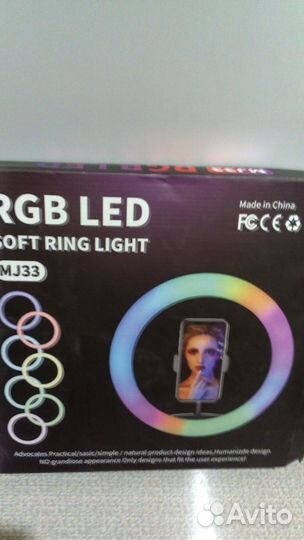 RGB LED
SOFT RING LIGHT
MJ33
Made in China
FC CE
Advocates Practical/sasic/simple / natural product design ideas, Humanizde design
NO grandiose appearance Only designs that fit the user experience!
Avito